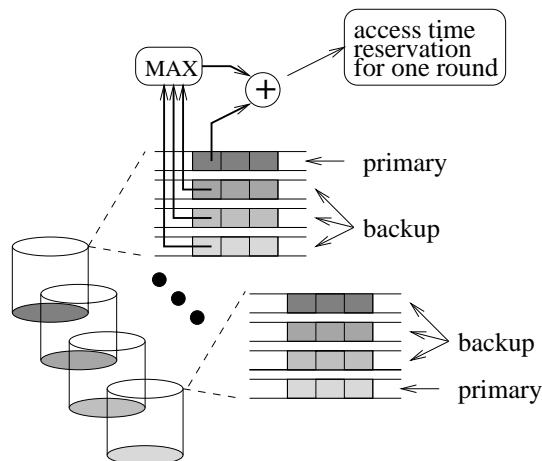 access time
reservation
for one round
MAX
+
primary
backup
backup
primary